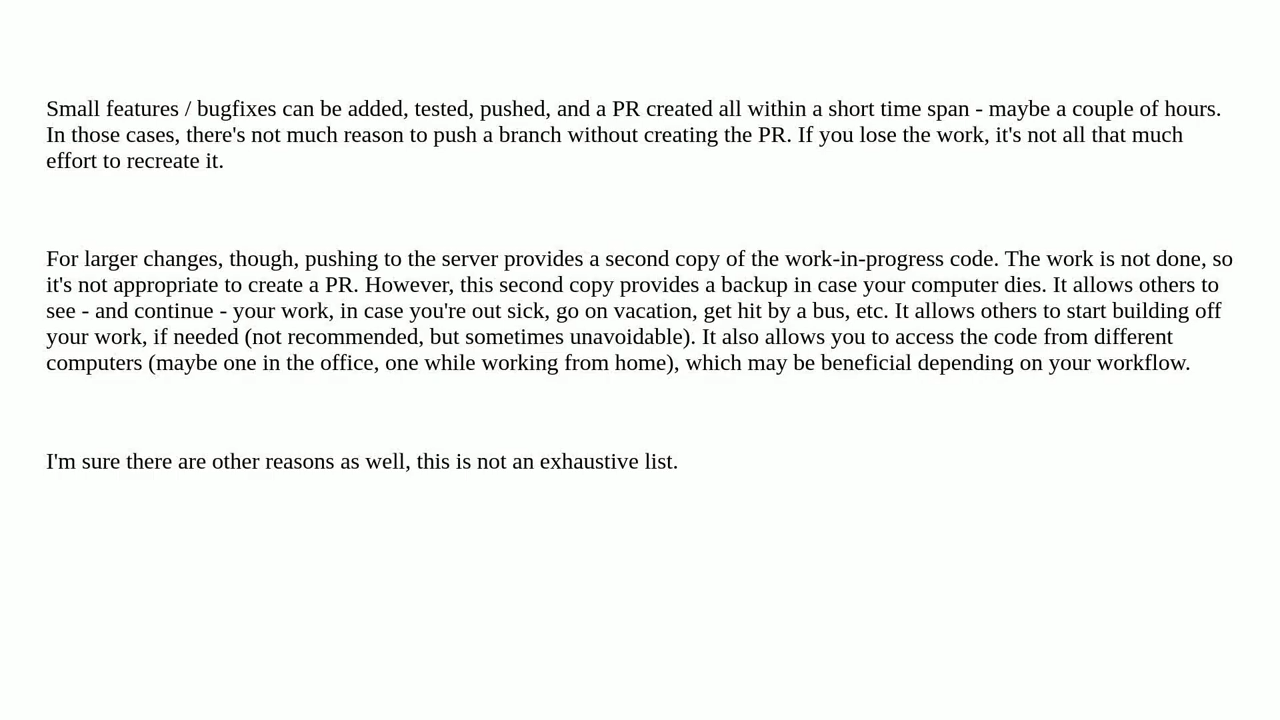 Small features / bugfixes can be added, tested, pushed, and a PR created all within a short time span - maybe a couple of hours.
In those cases, there's not much reason to push a branch without creating the PR. If you lose the work, it's not all that much
effort to recreate it.
For larger changes, though, pushing to the server provides a second copy of the work-in-progress code. The work is not done, so
it's not appropriate to create a PR. However, this second copy provides a backup in case your computer dies. It allows others to
see - and continue - your work, in case you're out sick, go on vacation, get hit by a bus, etc. It allows others to start building off
your work, if needed (not recommended, but sometimes unavoidable). It also allows you to access the code from different
computers (maybe one in the office, one while working from home), which may be beneficial depending on your workflow.
I'm sure there are other reasons as well, this is not an exhaustive list.